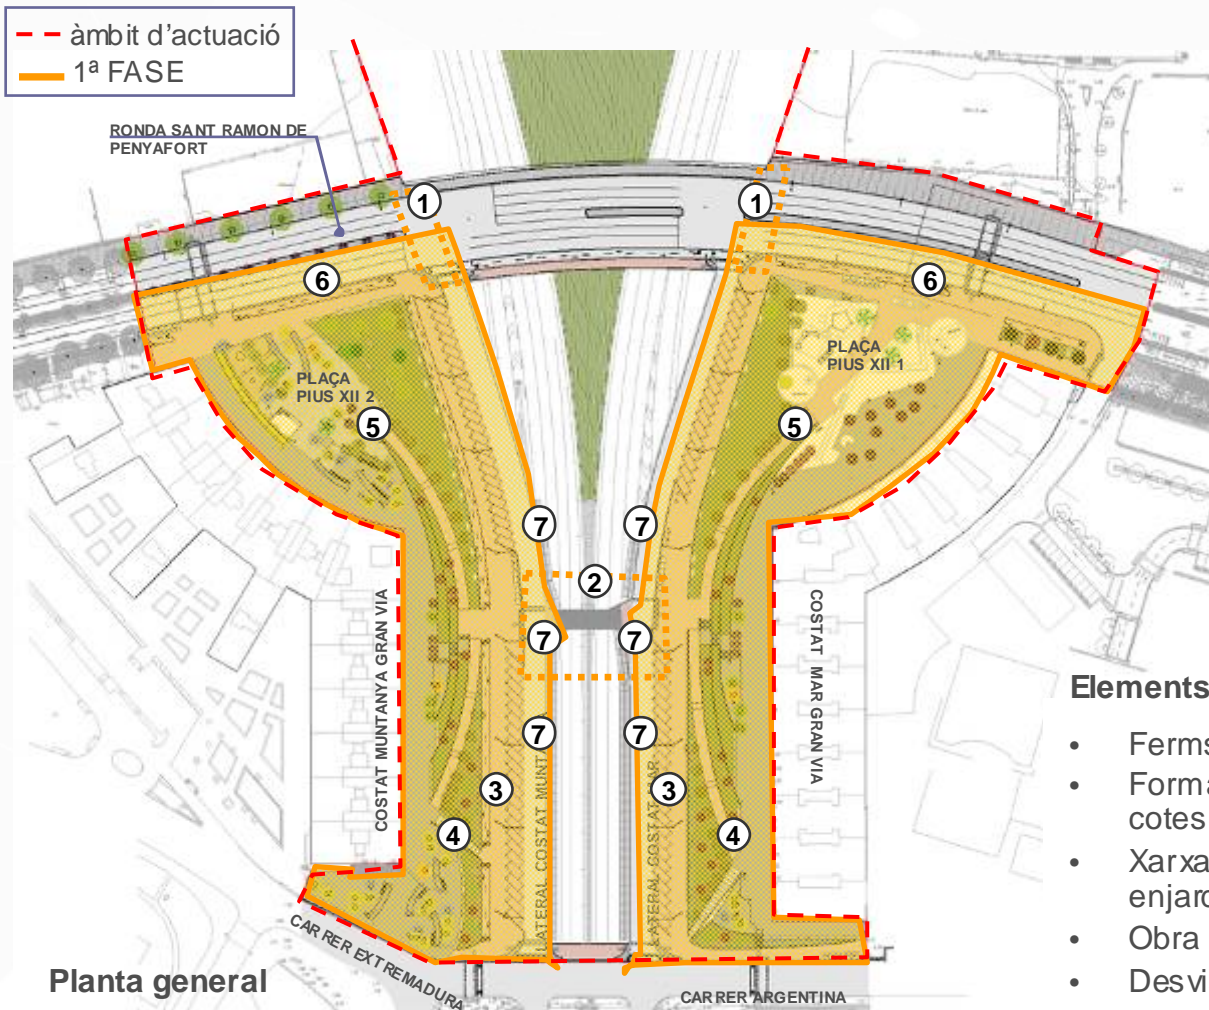 àmbit d'actuació
1ª FASE
RONDA SANT RAMON DE
PENYAFORT
1
1
6
6
PLAÇA
PIUS XII 2
PLAÇA
PIUS XII 1
5
5
7
7
2
7
7
COSTAT MUNTANYA GRAN VIA
COSTAT MAR GRAN VIA
7
7
LATERAL COSTAT MUNTA
LATERAL COSTAT MAR
3
3
4
4
CARRER EXTREMADURA
CARRER ARGENTINA
Planta general
Elements
• Ferms
• Forma
cotes
• Xarxa
enjard
• Obra
• Desvi